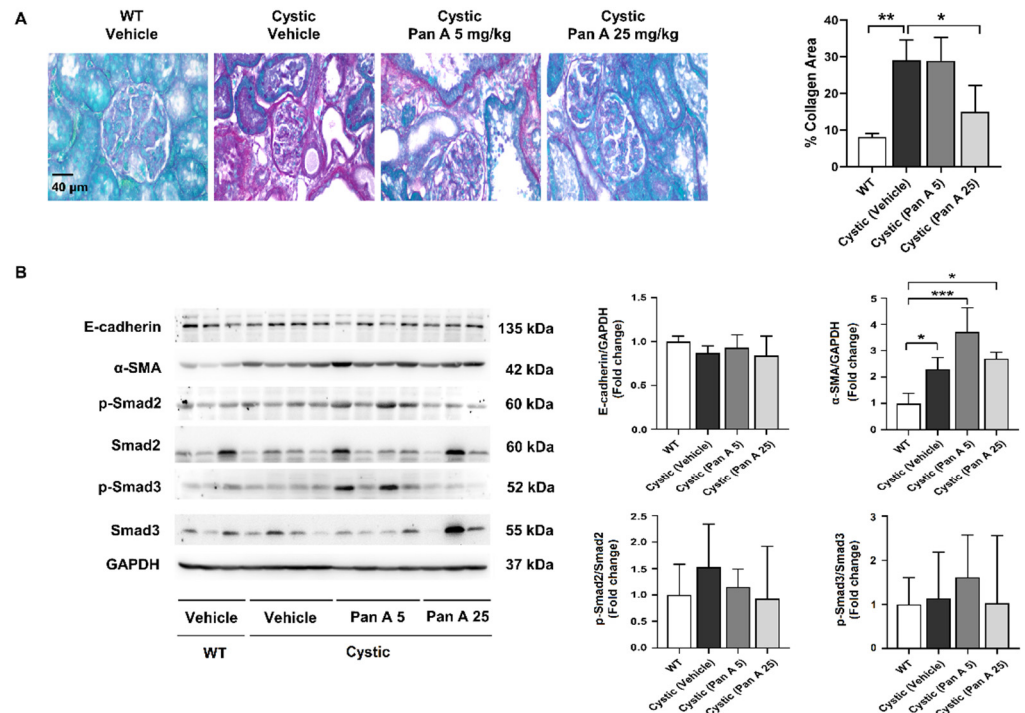 A
WT
Vehicle
Cystic
Vehicle
Cystic
Pan A 5 mg/kg
Cystic
Pan A 25 mg/kg
40 µm
% Collagen Area
40
30
20
10
0
**
*
WT
Cystic (Vehicle)
Cystic (Pan A 5)
Cystic (Pan A 25)
B
E-cadherin
135 kDa
α-SMA
42 kDa
p-Smad2
60 kDa
Smad2
60 kDa
p-Smad3
52 kDa
Smad3
55 kDa
GAPDH
37 kDa
Vehicle
Vehicle
Pan A 5
Pan A 25
WT
Cystic
E-cadherin/GAPDH
(Fold change)
1.5
1.0
0.5
0.0
WT
Cystic (Vehicle)
Cystic (Pan A 5)
Cystic (Pan A 25)
α-SMA/GAPDH
(Fold change)
5
4
3
2
1
0
*
***
*
WT
Cystic (Vehicle)
Cystic (Pan A 5)
Cystic (Pan A 25)
p-Smad2/Smad2
(Fold change)
2.5
2.0
1.5
1.0
0.5
0.0
WT
Cystic (Vehicle)
Cystic (Pan A 5)
Cystic (Pan A 25)
p-Smad3/Smad3
(Fold change)
3
2
1
0
WT
Cystic (Vehicle)
Cystic (Pan A 5)
Cystic (Pan A 25)